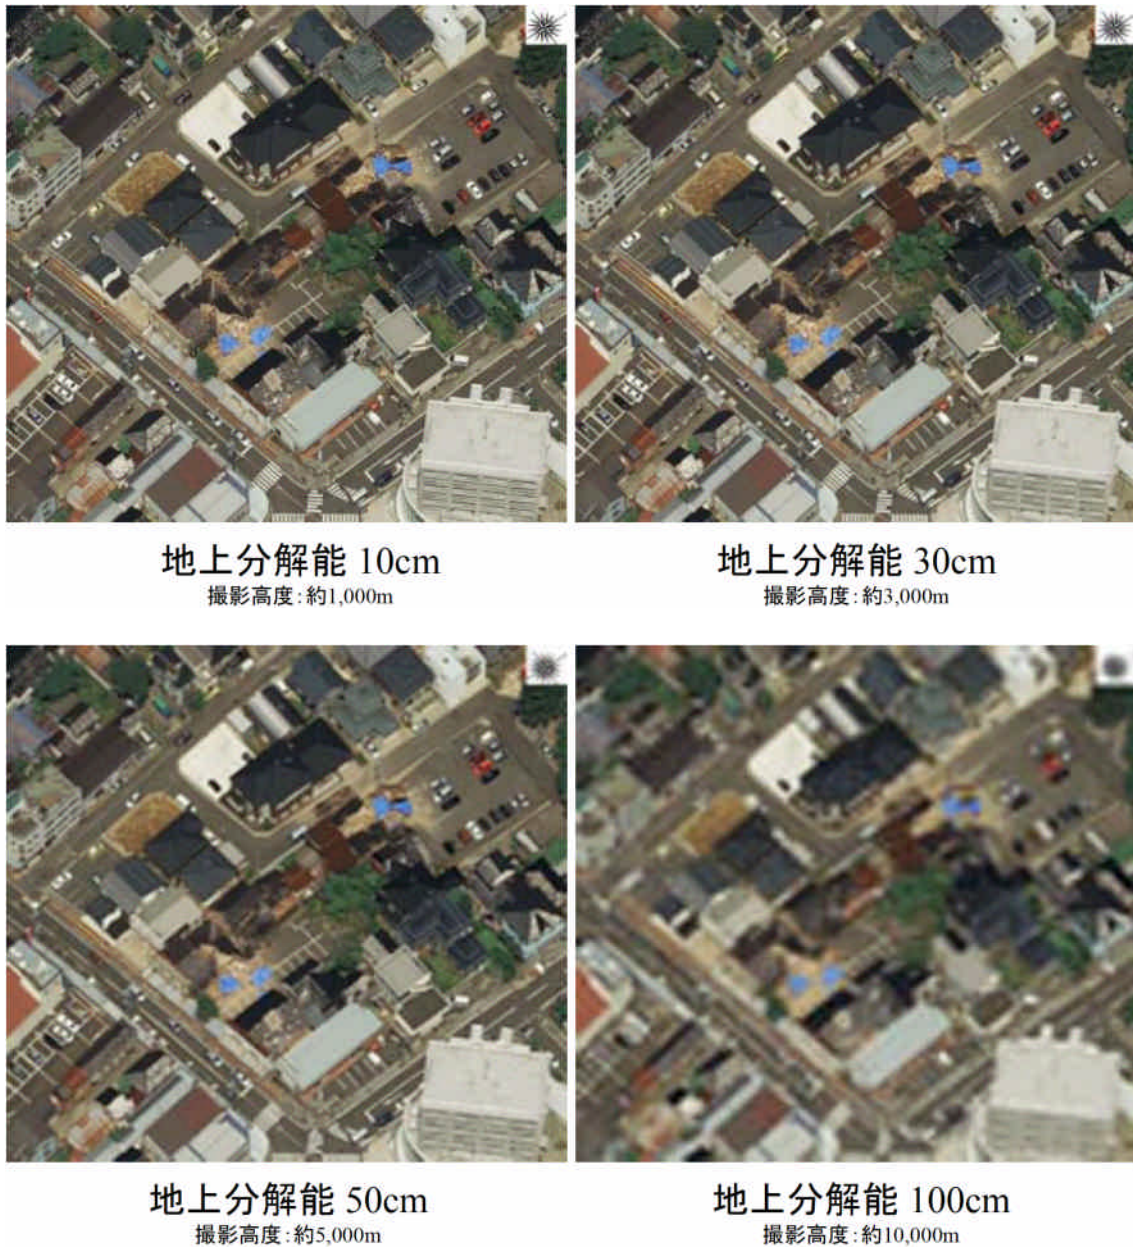 地上分解能 10cm
撮影高度：約1,000m
地上分解能 30cm
撮影高度：約3,000m
地上分解能 50cm
撮影高度：約5,000m
地上分解能 100cm
撮影高度：約10,000m